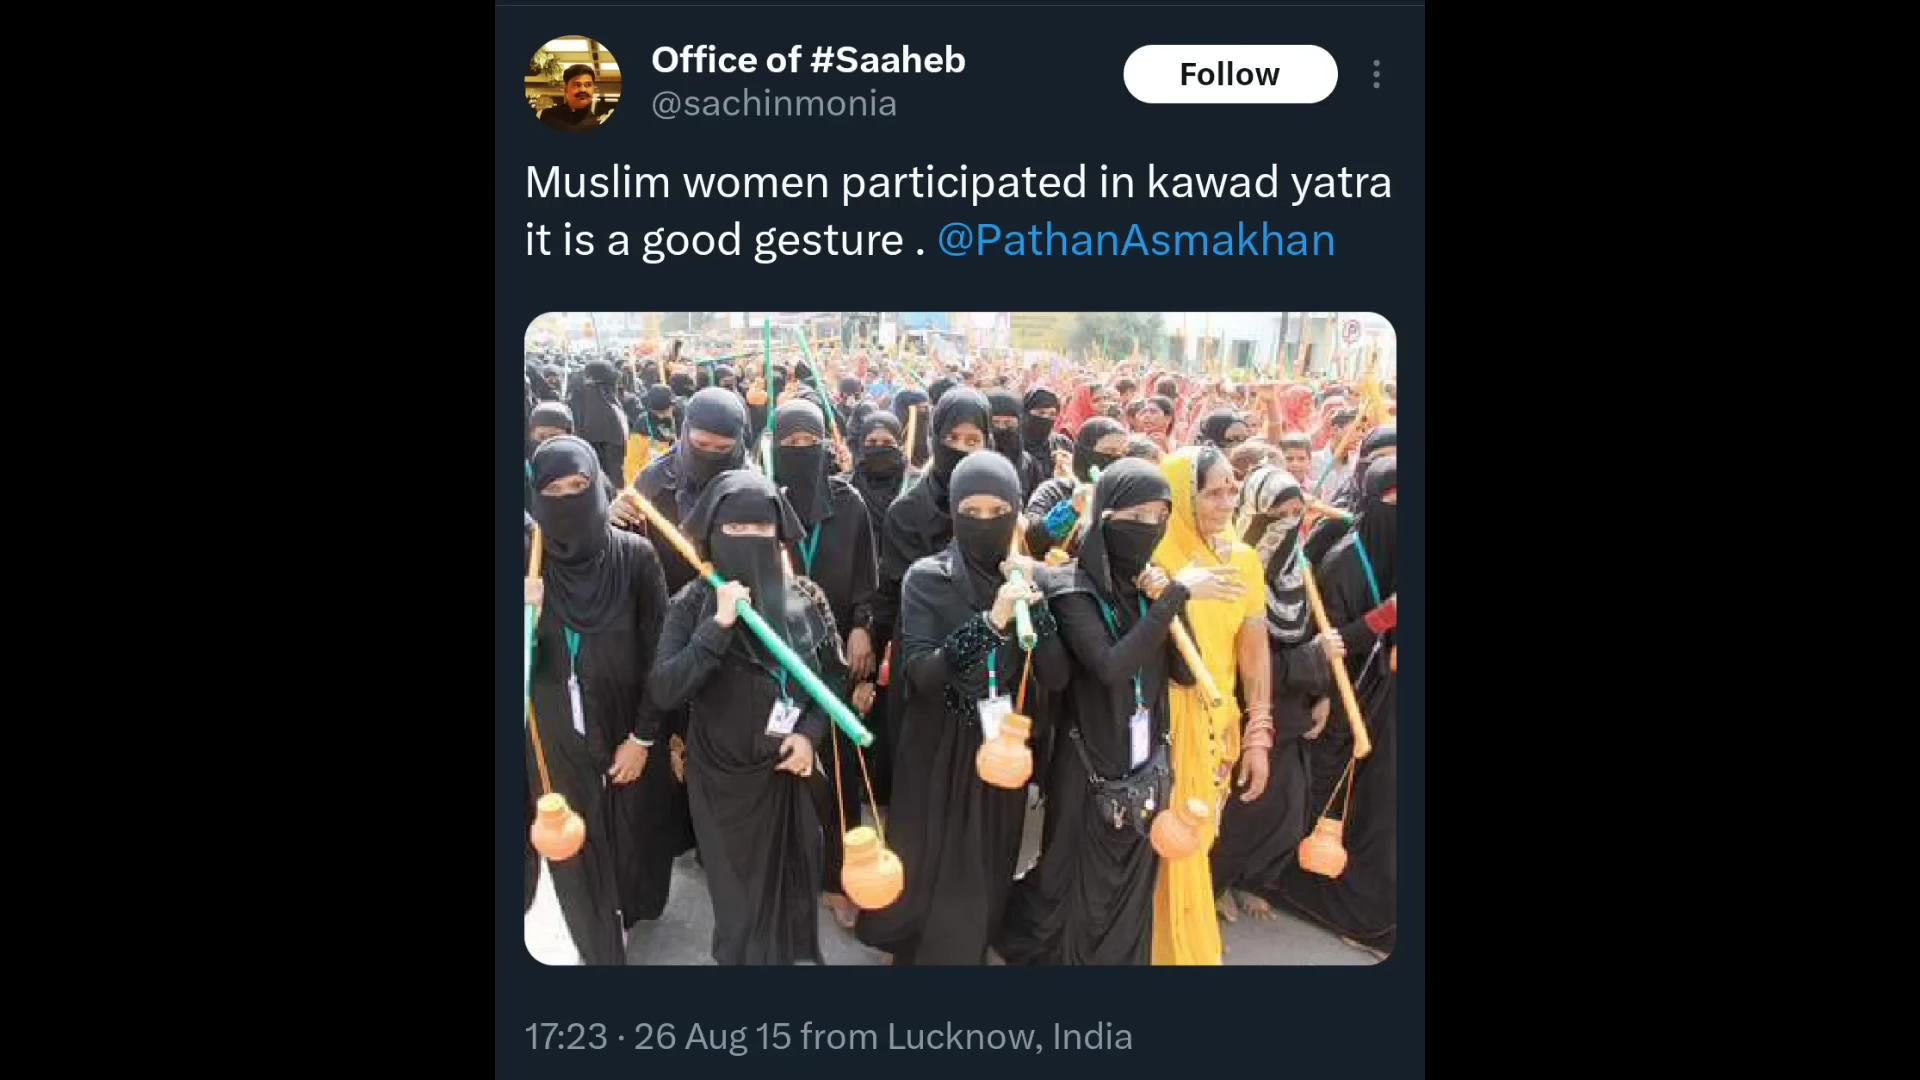 Office of #Saaheb
@sachinmonia
Follow
Muslim women participated in kawad yatra
it is a good gesture . @PathanAsmakhan
17:23 · 26 Aug 15 from Lucknow, India